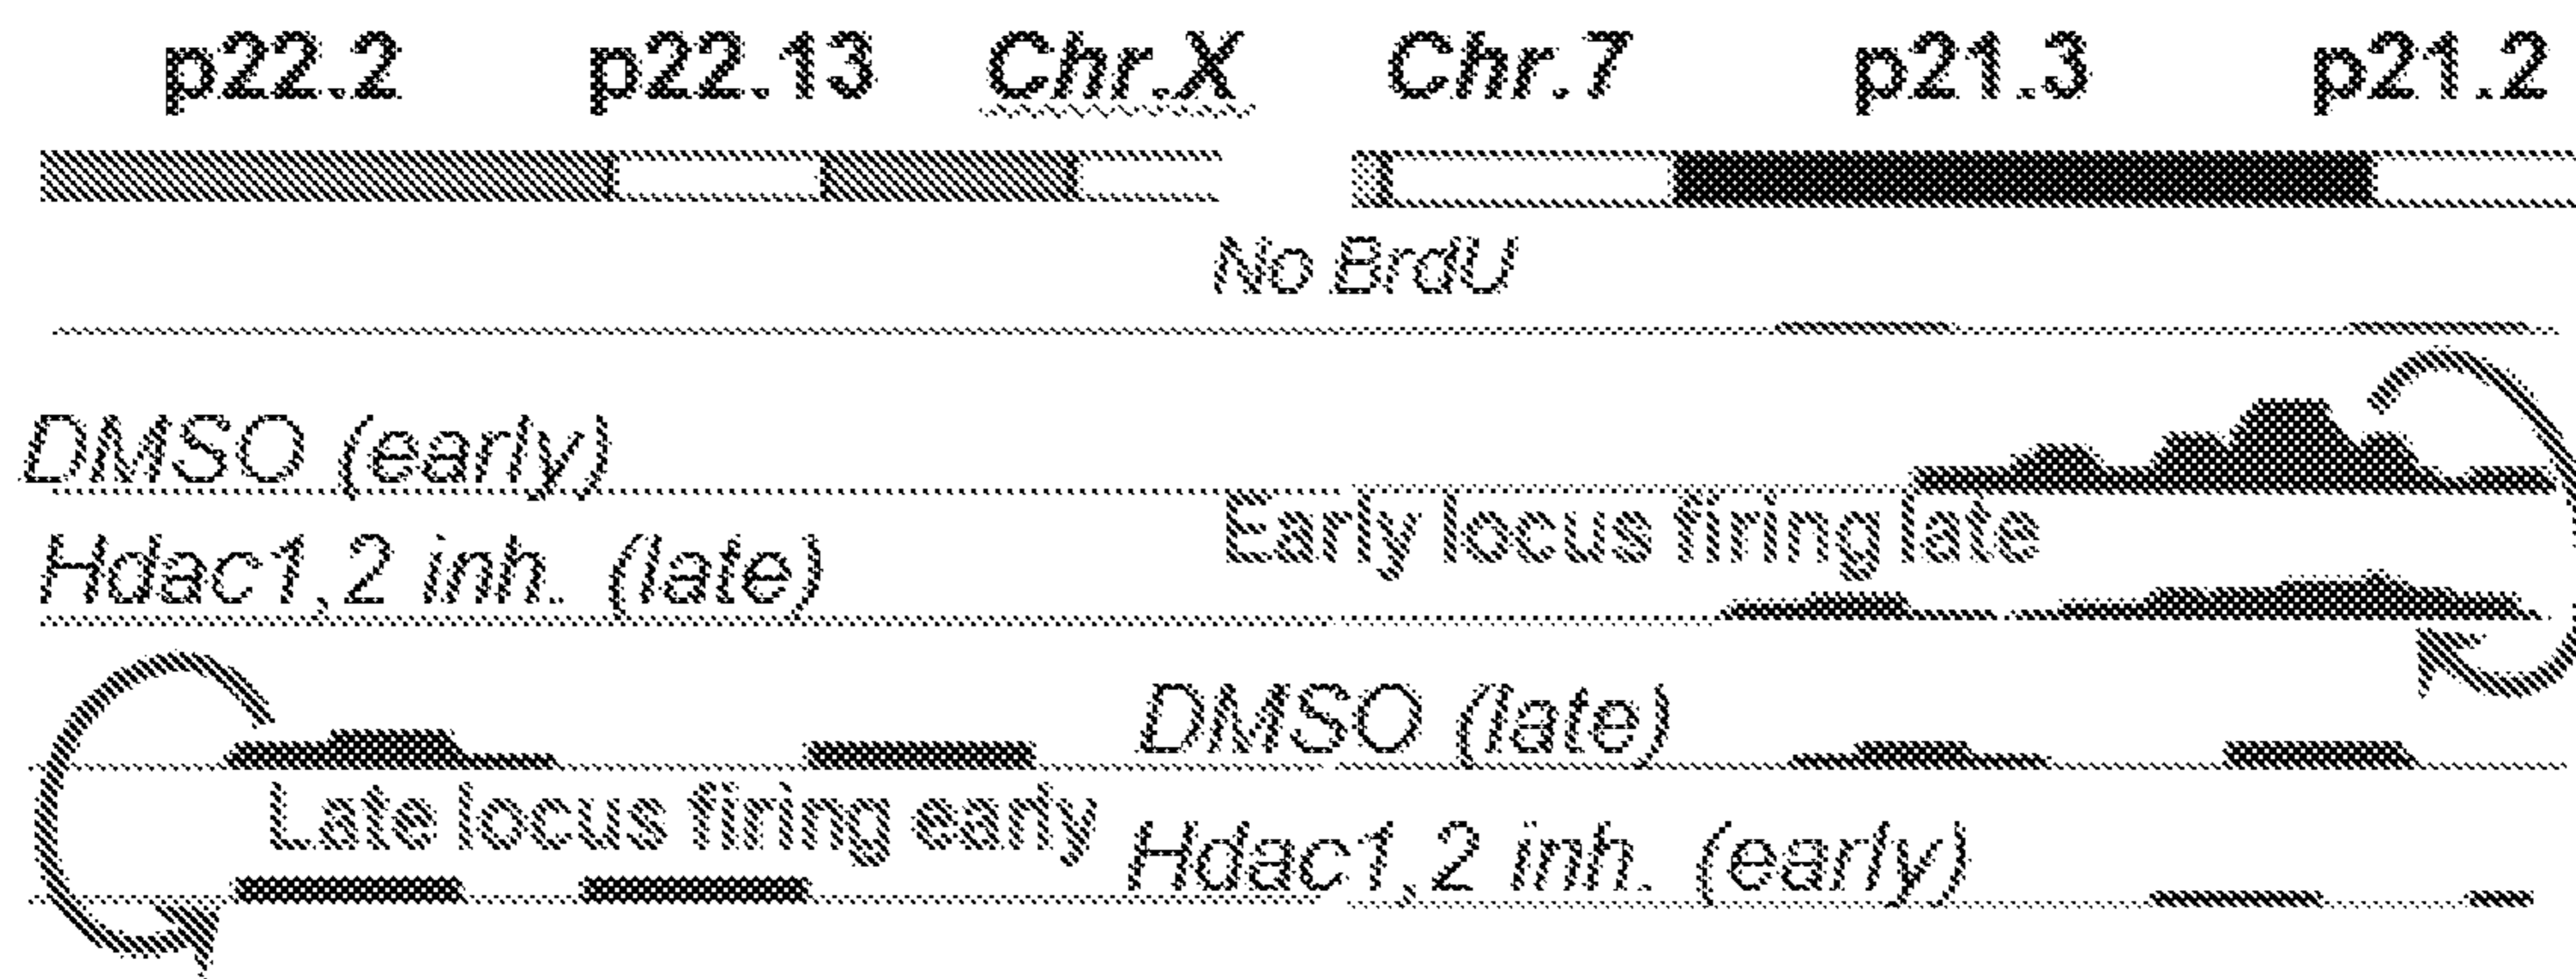 p22.2 p22.13 Chr.X Chr.7 p21.3 p21.2
No BrdU
DMSO (early)
Early locus firing late
Hdac1,2 inh. (late)
DMSO (late)
Late locus firing early
Hdac1,2 inh. (early)